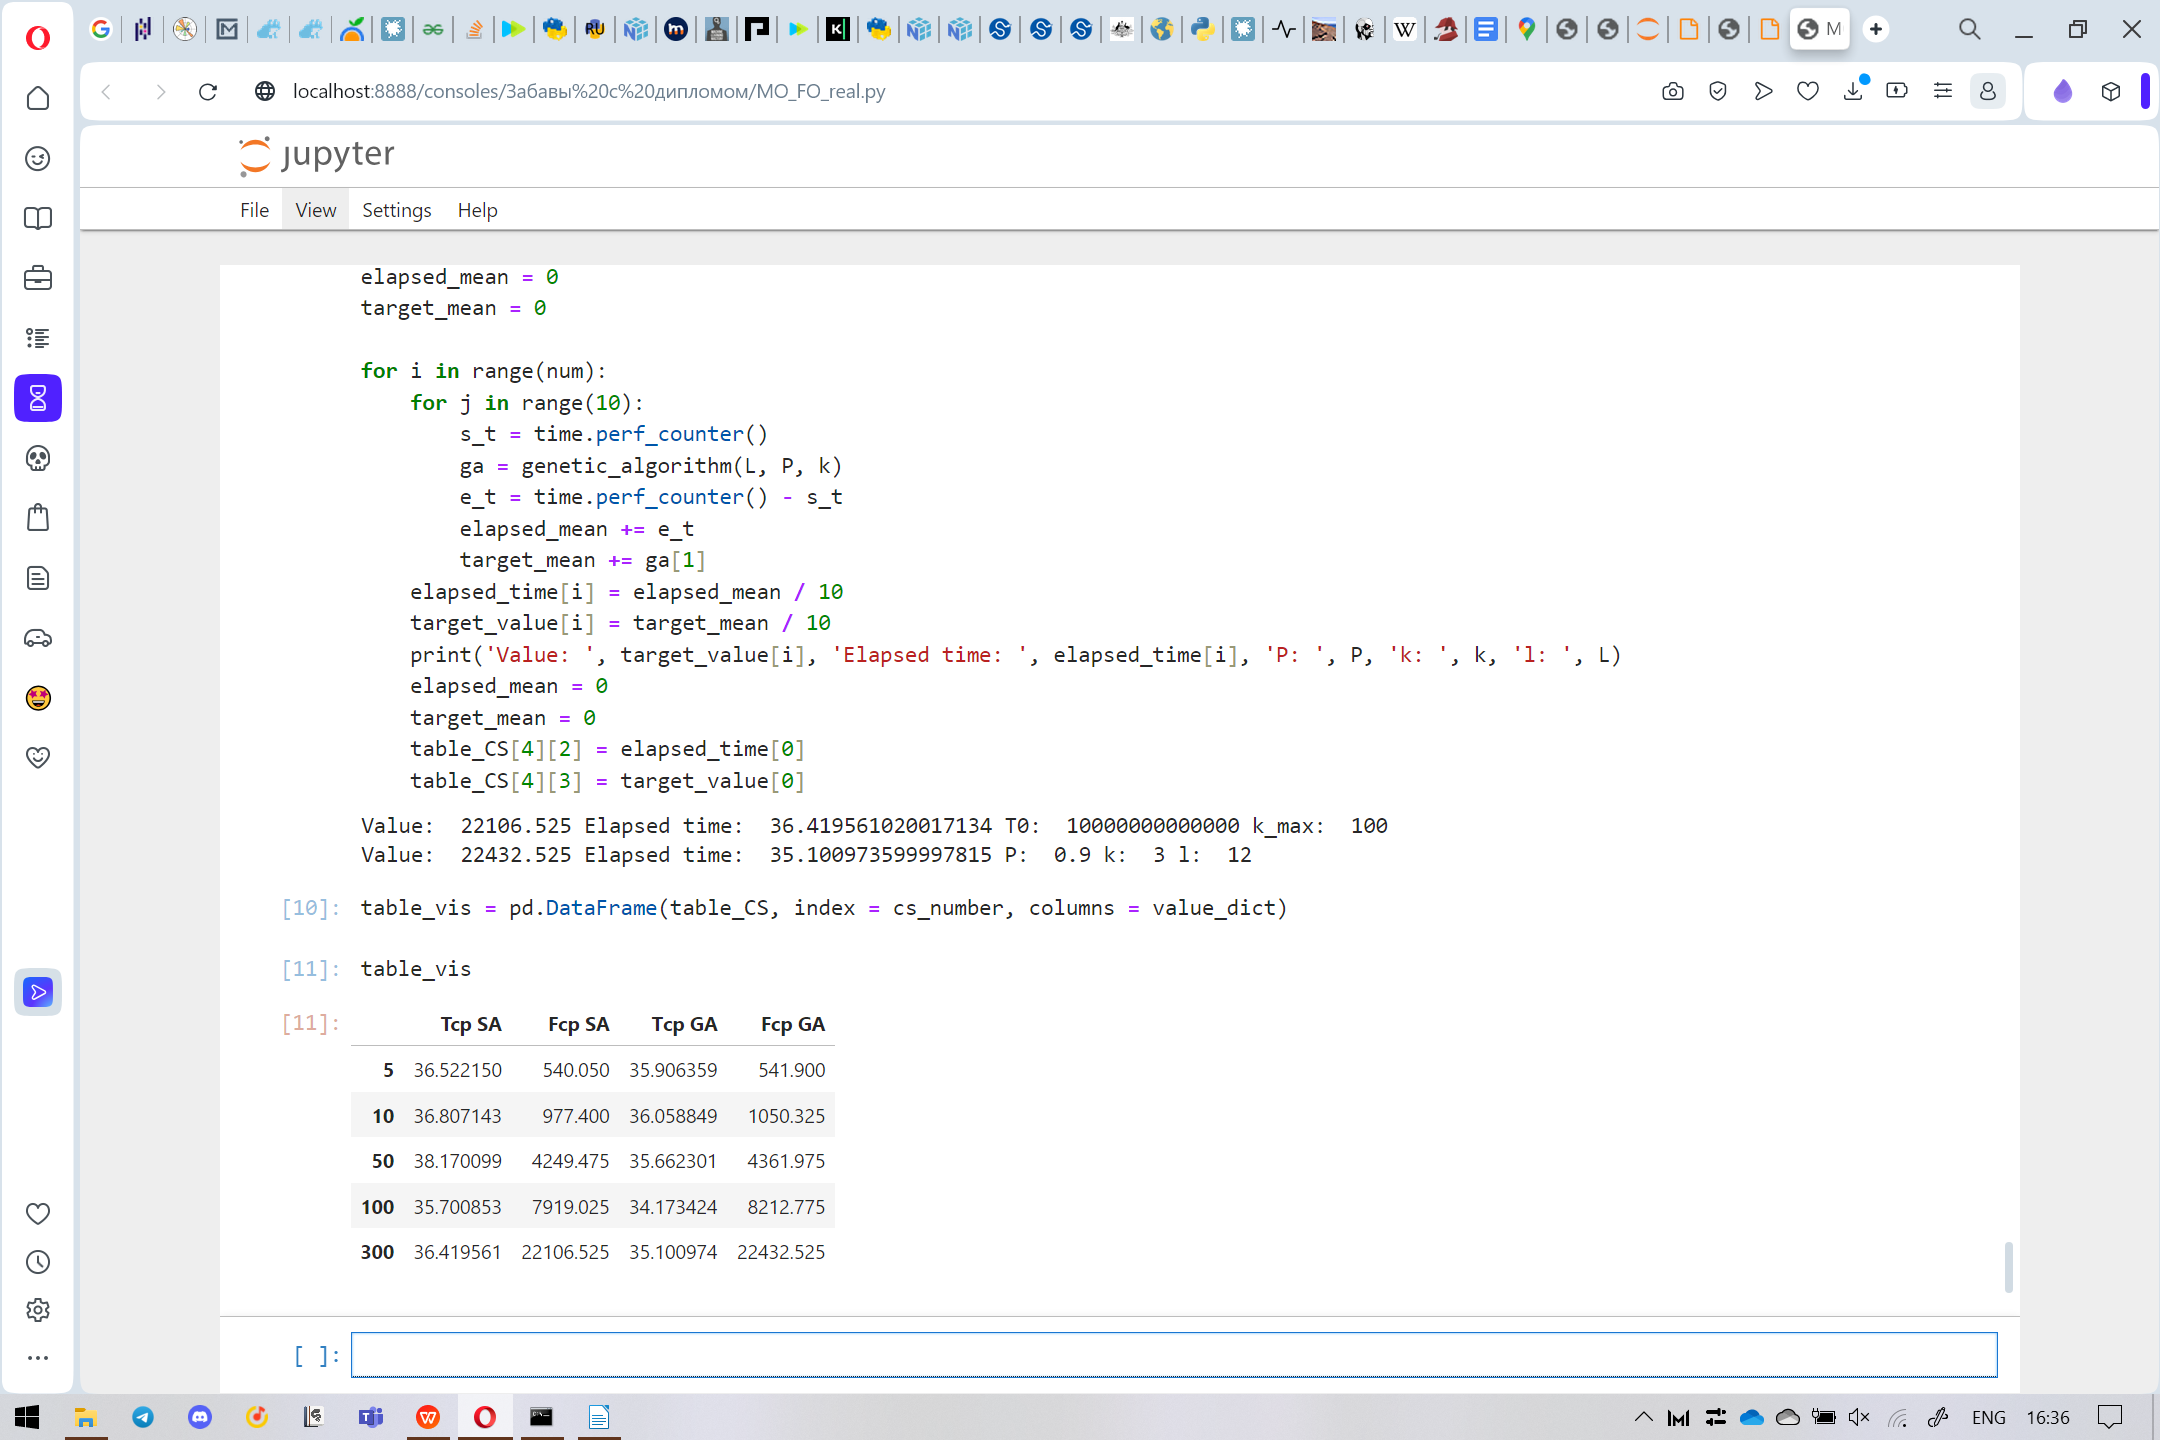 M
localhost:8888/consoles/Забавы%20с%20дипломом/MO_FO_real.py
jupyter
File View Settings Help
elapsed_mean = 0
target_mean = 0
for i in range(num):
for j in range(10):
s_t = time.perf_counter()
ga = genetic_algorithm(L, P, k)
e_t = time.perf_counter() - s_t
elapsed_mean += e_t
target_mean += ga[1]
elapsed_time[i] = elapsed_mean / 10
target_value[i] = target_mean / 10
print('Value: ', target_value[i], 'Elapsed time: ', elapsed_time[i], 'P: ', P, 'k: ', k, 'l: ', L)
elapsed_mean = 0
target_mean = 0
table_CS[4][2] = elapsed_time[0]
table_CS[4][3] = target_value[0]
Value:  22106.525 Elapsed time:  36.419561020017134 T0:  10000000000000 k_max:  100
Value:  22432.525 Elapsed time:  35.100973599997815 P:  0.9 k:  3 l:  12
[10]: table_vis = pd.DataFrame(table_CS, index = cs_number, columns = value_dict)
[11]: table_vis
[11]: Tcp SA Fcp SA Tcp GA Fcp GA
5 36.522150 540.050 35.906359 541.900
10 36.807143 977.400 36.058849 1050.325
50 38.170099 4249.475 35.662301 4361.975
100 35.700853 7919.025 34.173424 8212.775
300 36.419561 22106.525 35.100974 22432.525
[ ]:
ENG 16:36